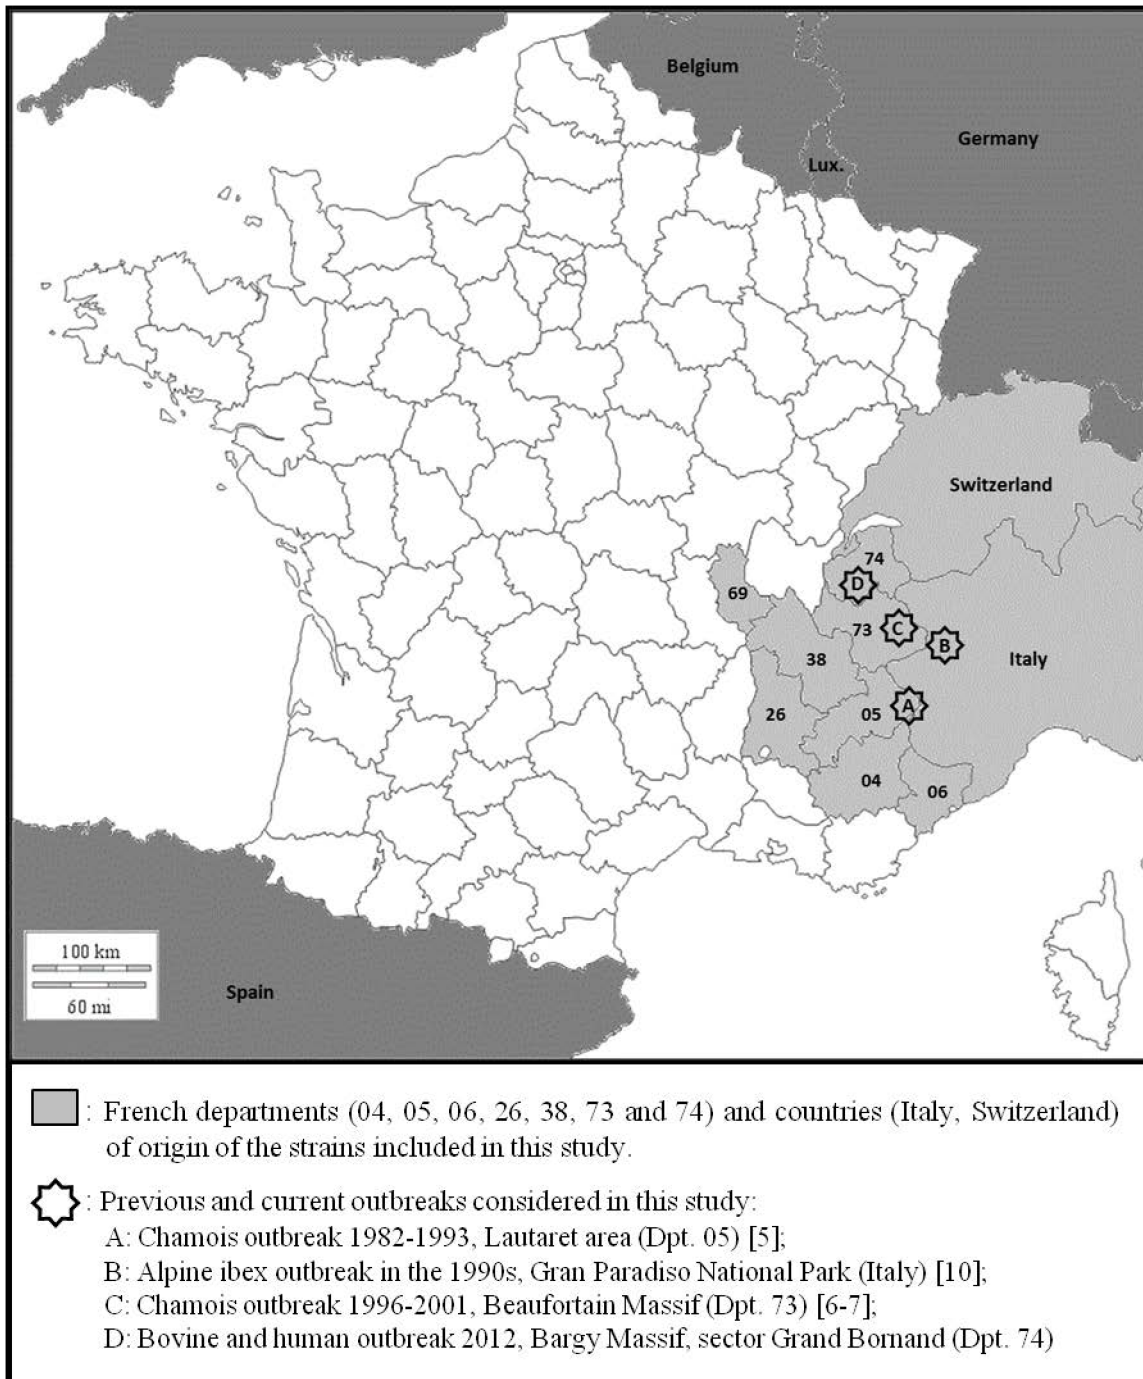 Belgium
Germany
Lux.
Switzerland
74
D
69
73
C
B
38
Italy
26
05
A
04
06
100 km
60 mi
Spain
: French departments (04, 05, 06, 26, 38, 73 and 74) and countries (Italy, Switzerland)
of origin of the strains included in this study.
: Previous and current outbreaks considered in this study:
A: Chamois outbreak 1982-1993, Lautaret area (Dpt. 05) [5];
B: Alpine ibex outbreak in the 1990s, Gran Paradiso National Park (Italy) [10];
C: Chamois outbreak 1996-2001, Beaufortain Massif (Dpt. 73) [6-7];
D: Bovine and human outbreak 2012, Bargy Massif, sector Grand Bornand (Dpt. 74)